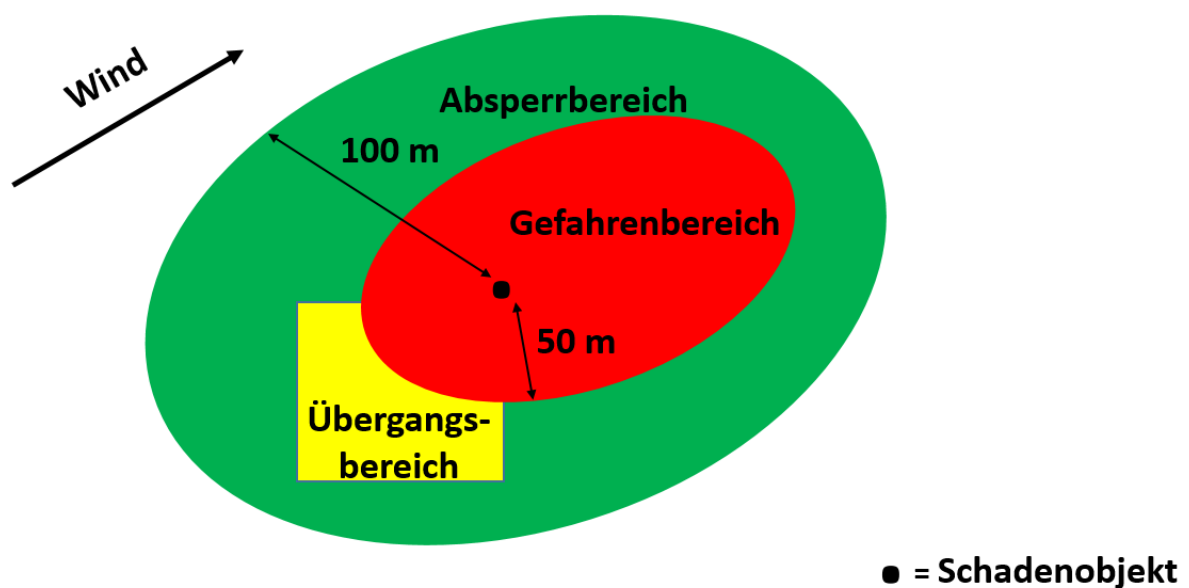 Wind
Absperrbereich
100 m
Gefahrenbereich
50 m
Übergangs-
bereich
= Schadenobjekt